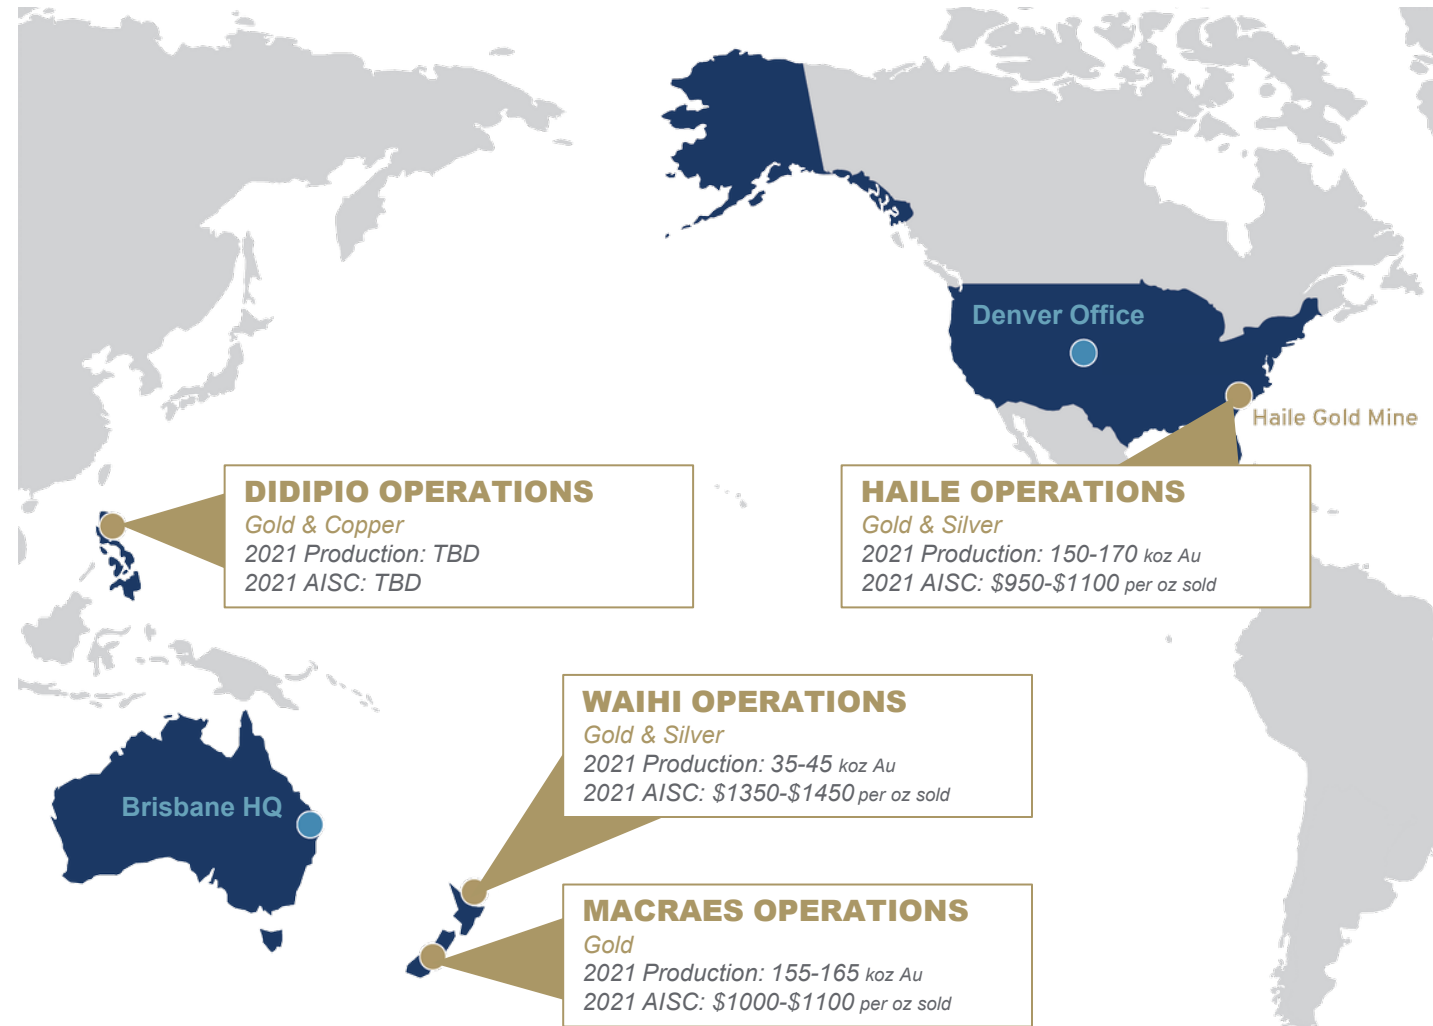 Denver Office
Haile Gold Mine
DIDIPIO OPERATIONS
Gold & Copper
2021 Production: TBD
2021 AISC: TBD
HAILE OPERATIONS
Gold & Silver
2021 Production: 150-170 koz Au
2021 AISC: $950-$1100 per oz sold
WAIHI OPERATIONS
Gold & Silver
2021 Production: 35-45 koz Au
2021 AISC: $1350-$1450 per oz sold
Brisbane HQ
MACRAES OPERATIONS
Gold
2021 Production: 155-165 koz Au
2021 AISC: $1000-$1100 per oz sold